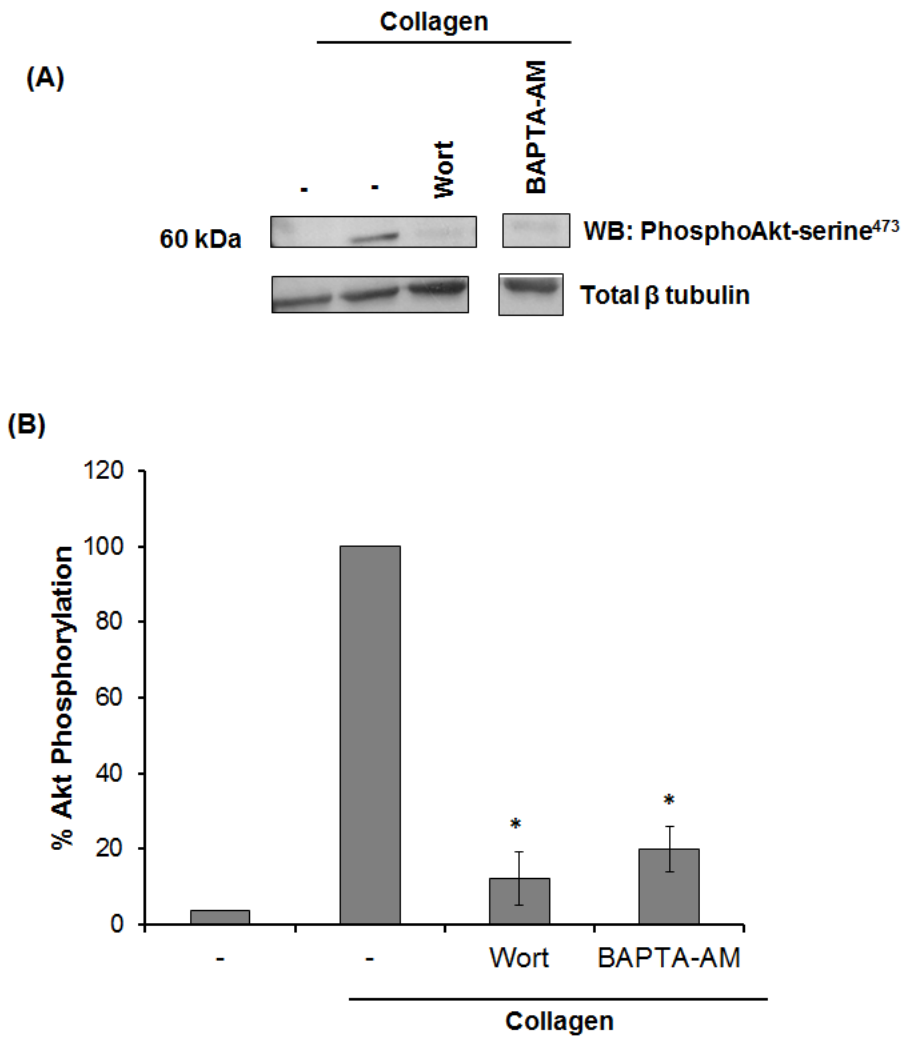 Collagen
(A)
- - Wort BAPTA-AM
60 kDa WB: PhosphoAkt-serine⁴⁷³
Total β tubulin
(B)
% Akt Phosphorylation
120
100
80
60
40
20
0
* *
- - Wort BAPTA-AM
Collagen